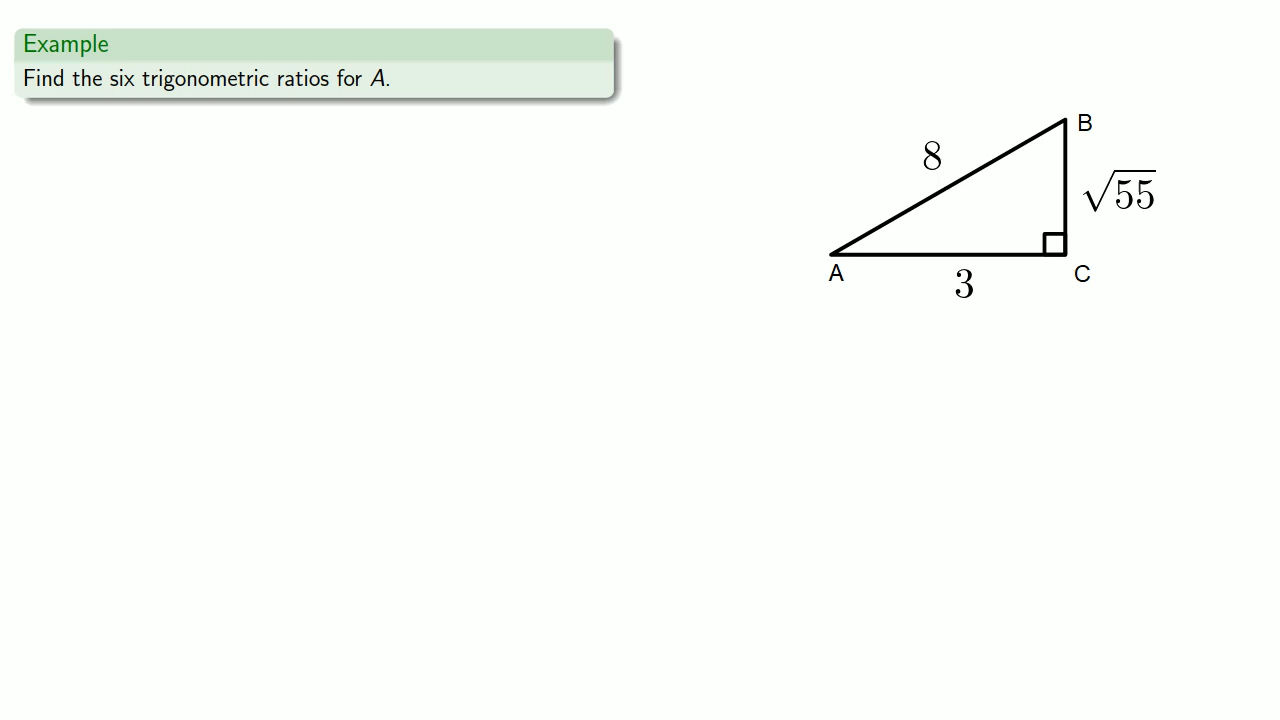 Example
Find the six trigonometric ratios for A.
B
8
√55
A
C
3